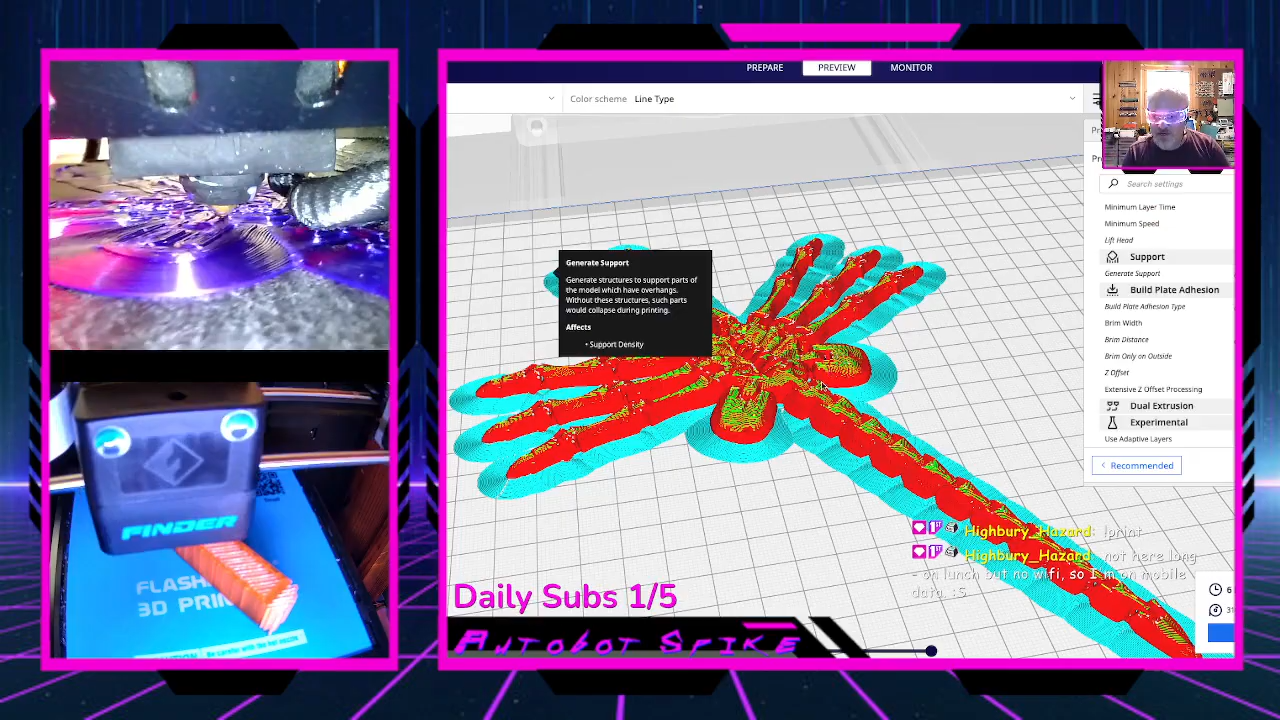 PREPARE
PREVIEW
MONITOR
Color scheme Line Type
Search settings
Minimum Layer Time
Minimum Speed
Lift Head
Support
Generate Support
Build Plate Adhesion
Build Plate Adhesion Type
Brim Width
Brim Distance
Brim Only on Outside
Z Offset
Extensive Z Offset Processing
Dual Extrusion
Experimental
Use Adaptive Layers
Recommended
Generate Support
Generate structures to support parts of
the model which have overhangs.
Without these structures, such parts
would collapse during printing.
Affects
• Support Density
Highbury_Hazard: !print
Highbury_Hazard: not here long
- on lunch but no wifi, so I'm on mobile
data. :S
Daily Subs 1/5
Autobot Spike
FINDER
FLASH
3D PRIN